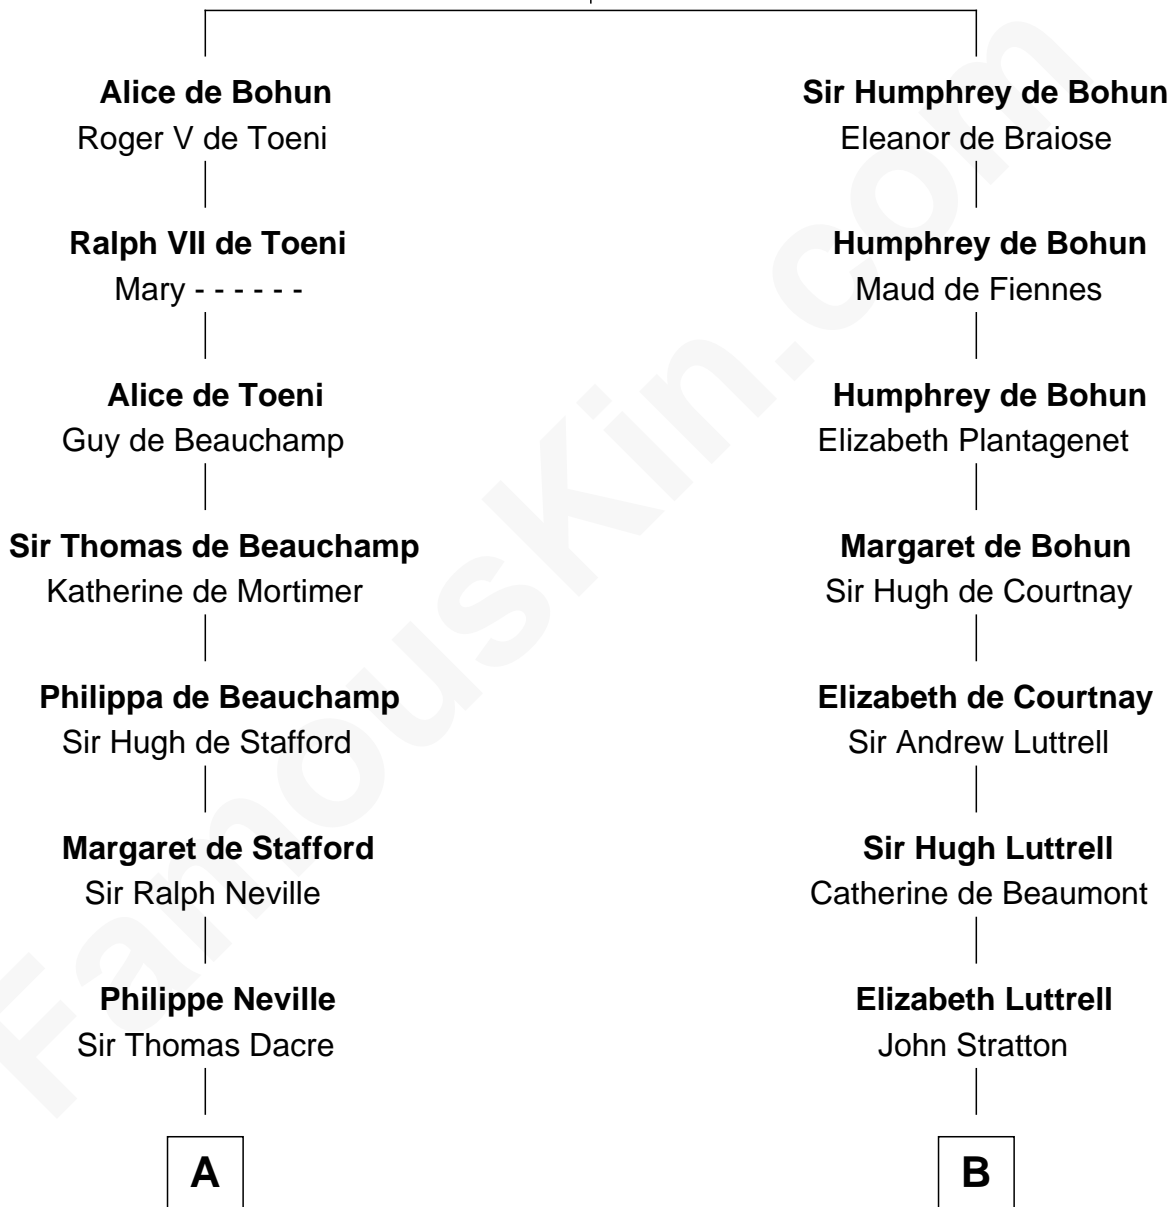 Alice de Bohun
Roger V de Toeni
Sir Humphrey de Bohun
Eleanor de Braiose
Ralph VII de Toeni
Mary - - - - - -
Humphrey de Bohun
Maud de Fiennes
Alice de Toeni
Guy de Beauchamp
Humphrey de Bohun
Elizabeth Plantagenet
Sir Thomas de Beauchamp
Katherine de Mortimer
Margaret de Bohun
Sir Hugh de Courtnay
Philippa de Beauchamp
Sir Hugh de Stafford
Elizabeth de Courtnay
Sir Andrew Luttrell
Margaret de Stafford
Sir Ralph Neville
Sir Hugh Luttrell
Catherine de Beaumont
Philippe Neville
Sir Thomas Dacre
Elizabeth Luttrell
John Stratton
A
B
FamousKin.com